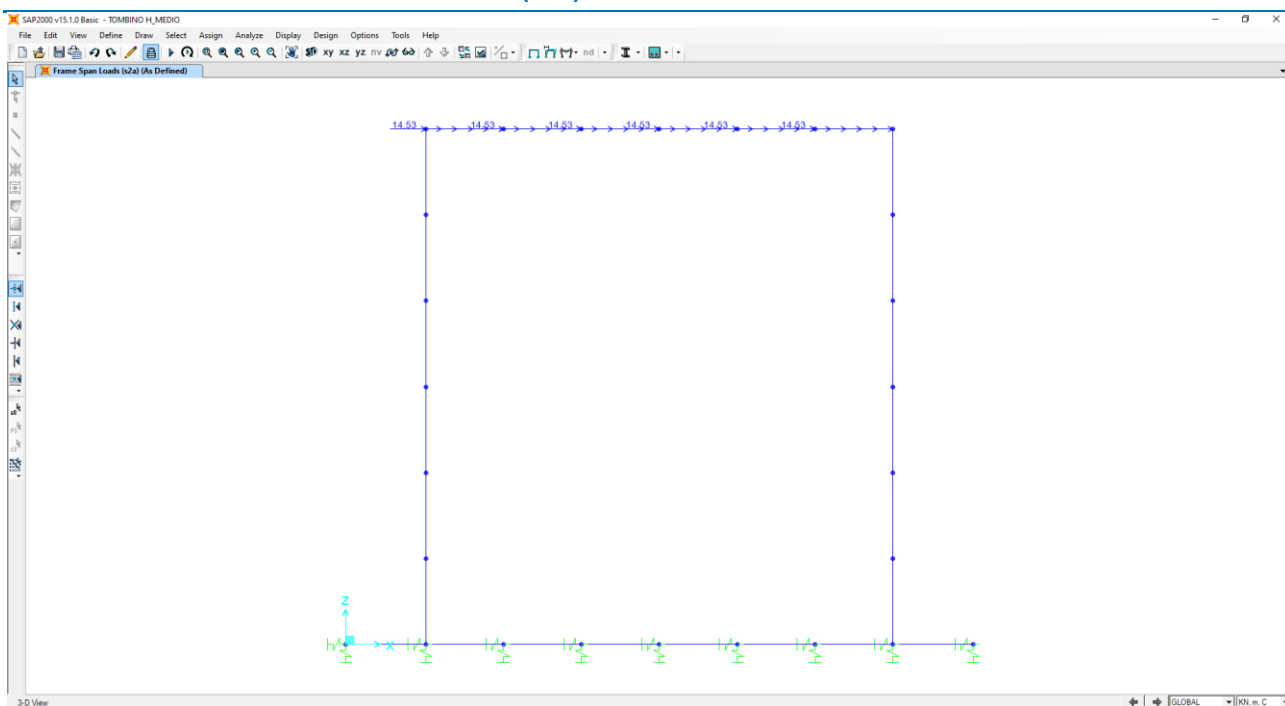 SAP2000 v15.1.0 Basic - TOMBINO H_MEDIO
File Edit View Define Draw Select Assign Analyze Display Design Options Tools Help
xy xz yz nv nd
Frame Span Loads (s2a) (As Defined)
14.53 14.53 14.53 14.53 14.53 14.53
Z
X
3-D View GLOBAL KN, m, C